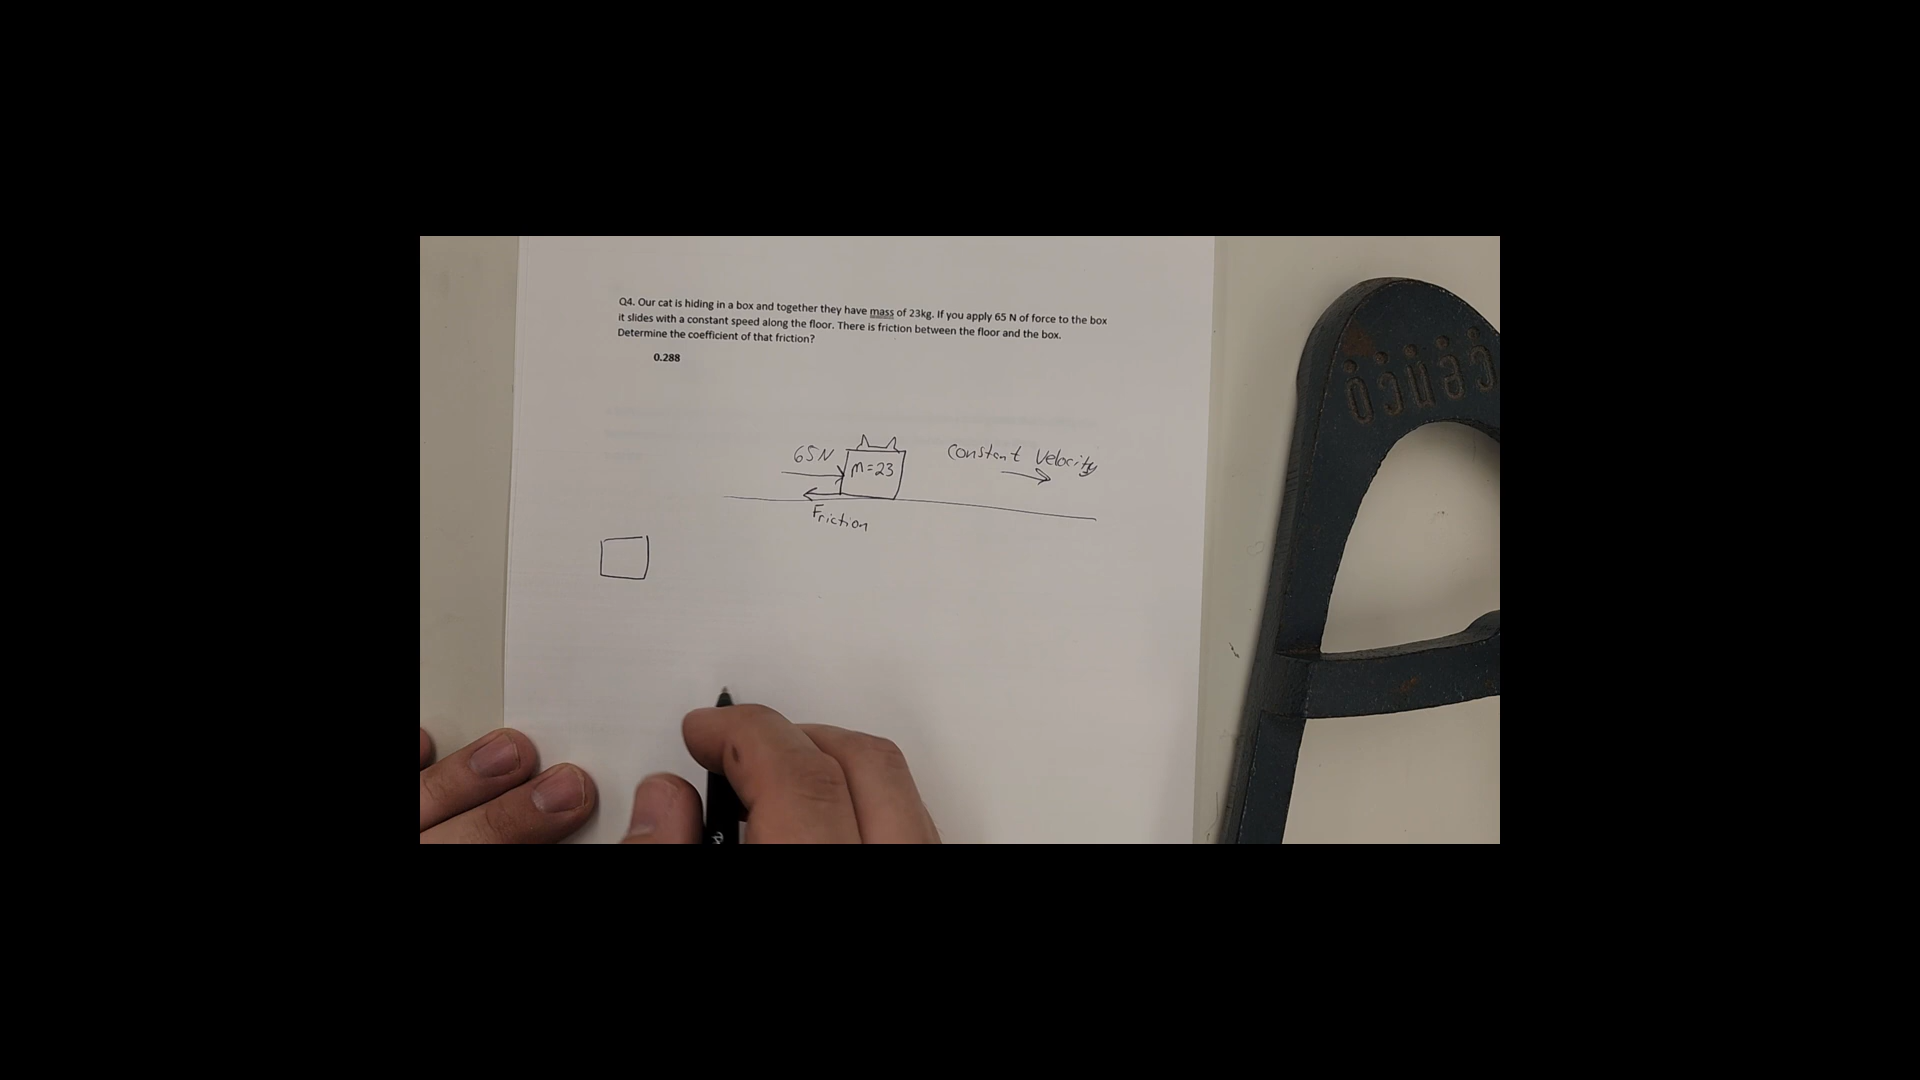 Q4. Our cat is hiding in a box and together they have mass of 23kg. If you apply 65 N of force to the box
it slides with a constant speed along the floor. There is friction between the floor and the box.
Determine the coefficient of that friction?
0.288
65N
m=23
Constant Velocity
Friction